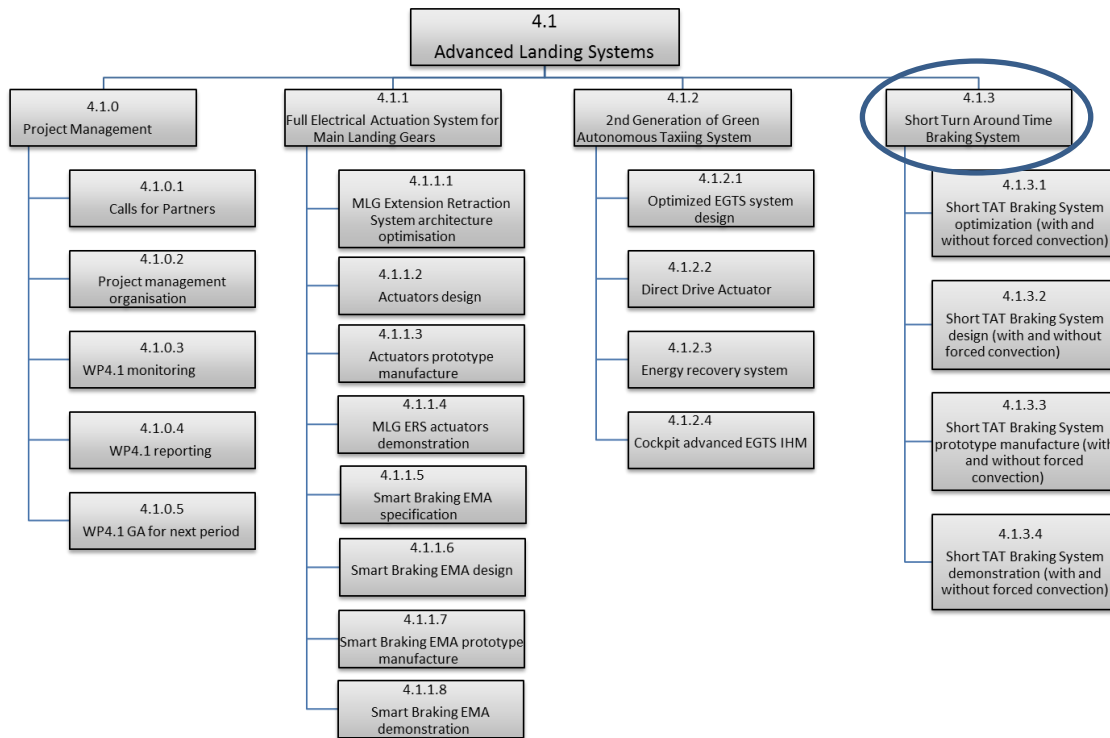 4.1
Advanced Landing Systems
4.1.0
Project Management
4.1.0.1
Calls for Partners
4.1.0.2
Project management
organisation
4.1.0.3
WP4.1 monitoring
4.1.0.4
WP4.1 reporting
4.1.0.5
WP4.1 GA for next period
4.1.1
Full Electrical Actuation System for
Main Landing Gears
4.1.1.1
MLG Extension Retraction
System architecture
optimisation
4.1.1.2
Actuators design
4.1.1.3
Actuators prototype
manufacture
4.1.1.4
MLG ERS actuators
demonstration
4.1.1.5
Smart Braking EMA
specification
4.1.1.6
Smart Braking EMA design
4.1.1.7
Smart Braking EMA prototype
manufacture
4.1.1.8
Smart Braking EMA
demonstration
4.1.2
2nd Generation of Green
Autonomous Taxiing System
4.1.2.1
Optimized EGTS system
design
4.1.2.2
Direct Drive Actuator
4.1.2.3
Energy recovery system
4.1.2.4
Cockpit advanced EGTS IHM
4.1.3
Short Turn Around Time
Braking System
4.1.3.1
Short TAT Braking System
optimization (with and
without forced convection)
4.1.3.2
Short TAT Braking System
design (with and without
forced convection)
4.1.3.3
Short TAT Braking System
prototype manufacture (with
and without forced
convection)
4.1.3.4
Short TAT Braking System
demonstration (with and
without forced convection)